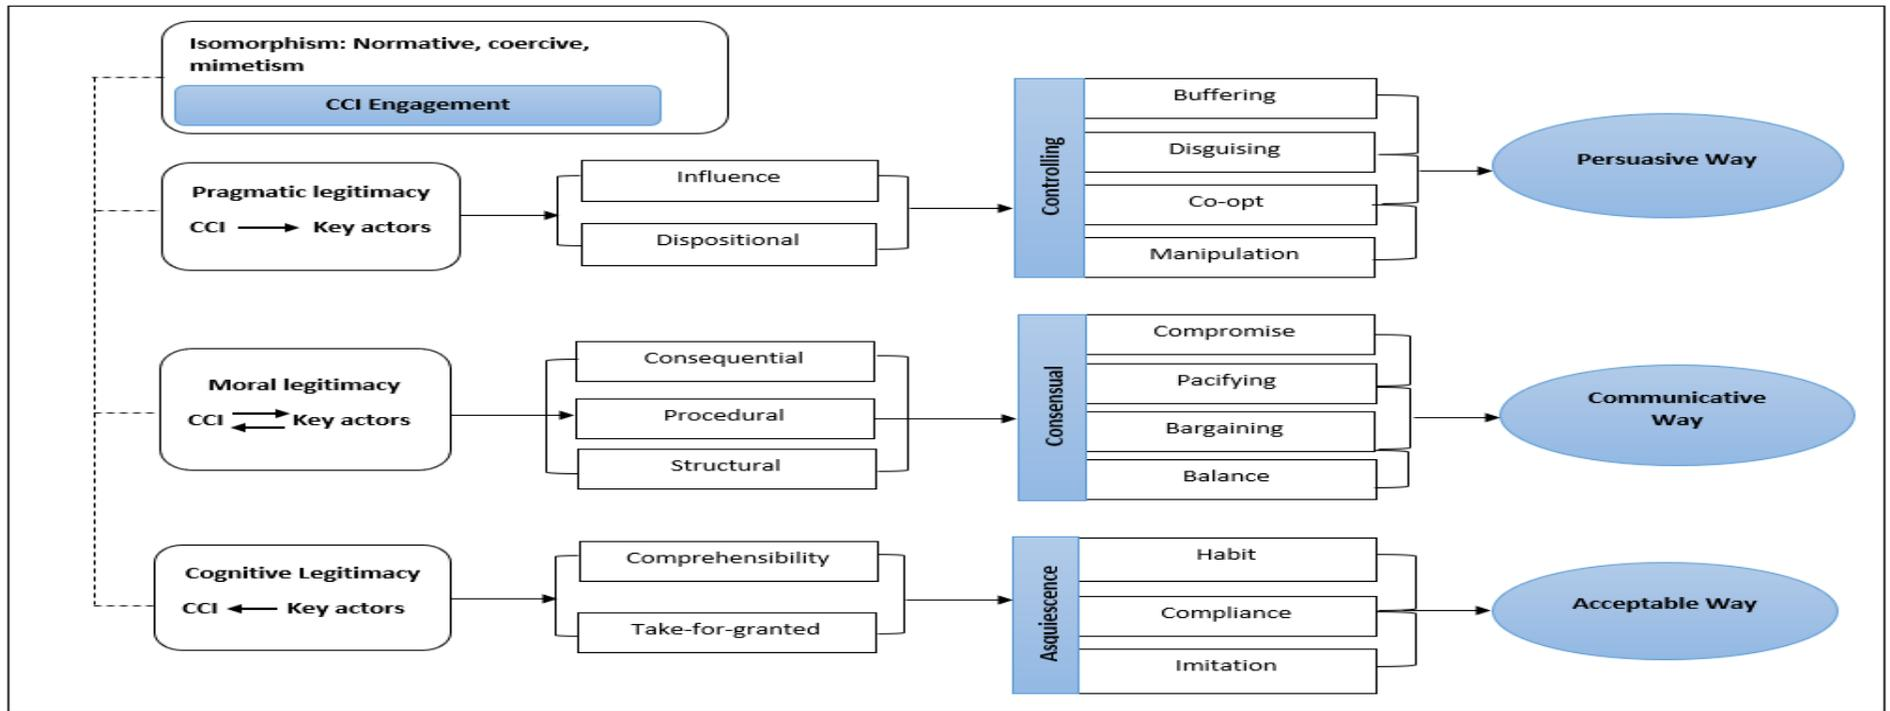 Isomorphism: Normative, coercive,
mimetism
CCI Engagement
Pragmatic legitimacy
CCI Key actors
Influence
Dispositional
Controlling
Buffering
Disguising
Co-opt
Manipulation
Persuasive Way
Moral legitimacy
CCI Key actors
Consequential
Procedural
Structural
Consensual
Compromise
Pacifying
Bargaining
Balance
Communicative
Way
Cognitive Legitimacy
CCI Key actors
Comprehensibility
Take-for-granted
Asquiescence
Habit
Compliance
Imitation
Acceptable Way